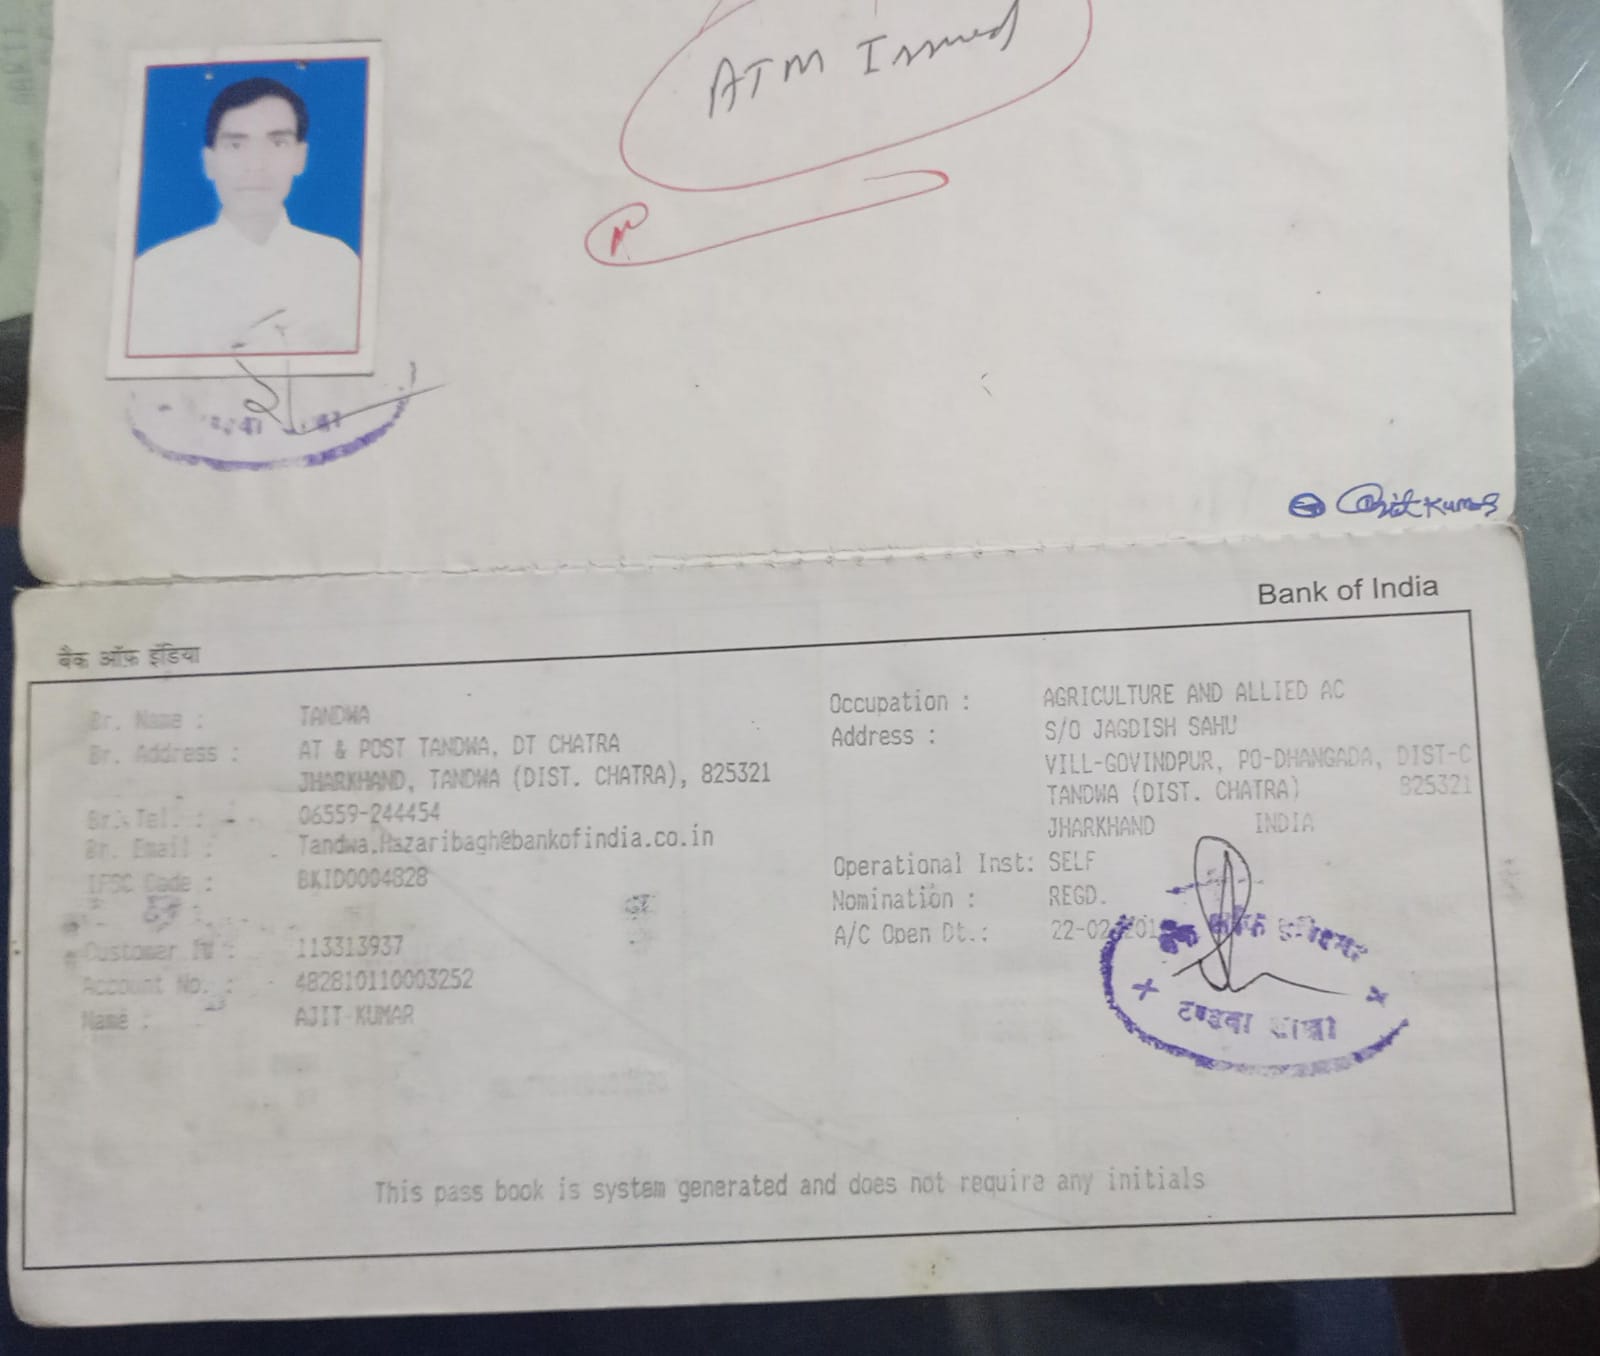 ATM Issued
Ajit Kumar
Bank of India
बैंक ऑफ़ इंडिया
Br. Name : TANDWA
Br. Address : AT & POST TANDWA, DT CHATRA
JHARKHAND, TANDWA (DIST. CHATRA), 825321
Br. Tel. : 06559-244454
Br. Email : Tandwa.Hazaribagh@bankofindia.co.in
IFSC Code : BKID0004828
Customer ID : 113313937
Account No. : 482810110003252
Name : AJIT KUMAR
Occupation : AGRICULTURE AND ALLIED AC
Address : S/O JAGDISH SAHU
VILL-GOVINDPUR, PO-DHANGADA, DIST-C
TANDWA (DIST. CHATRA) 825321
JHARKHAND INDIA
Operational Inst: SELF
Nomination : REGD.
A/C Open Dt.: 22-02-201
टण्डवा शाखा
This pass book is system generated and does not require any initials